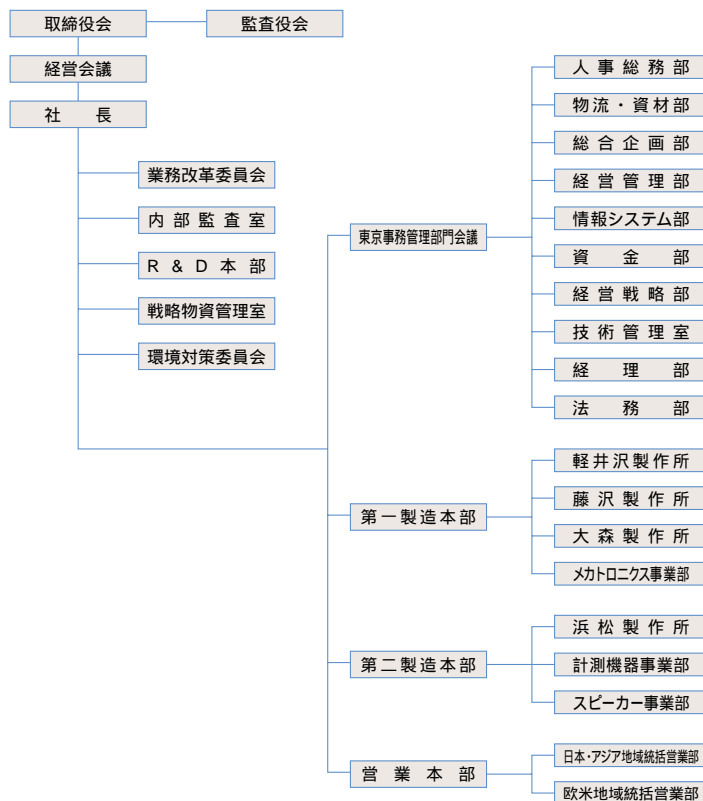 取締役会
監査役会
経営会議
社長
業務改革委員会
内部監査室
R&D本部
戦略物資管理室
環境対策委員会
東京事務管理部門会議
人事総務部
物流・資材部
総合企画部
経営管理部
情報システム部
資金部
経営戦略部
技術管理室
経理部
法務部
第一製造本部
軽井沢製作所
藤沢製作所
大森製作所
メカトロニクス事業部
第二製造本部
浜松製作所
計測機器事業部
スピーカー事業部
営業本部
日本・アジア地域統括営業部
欧米地域統括営業部